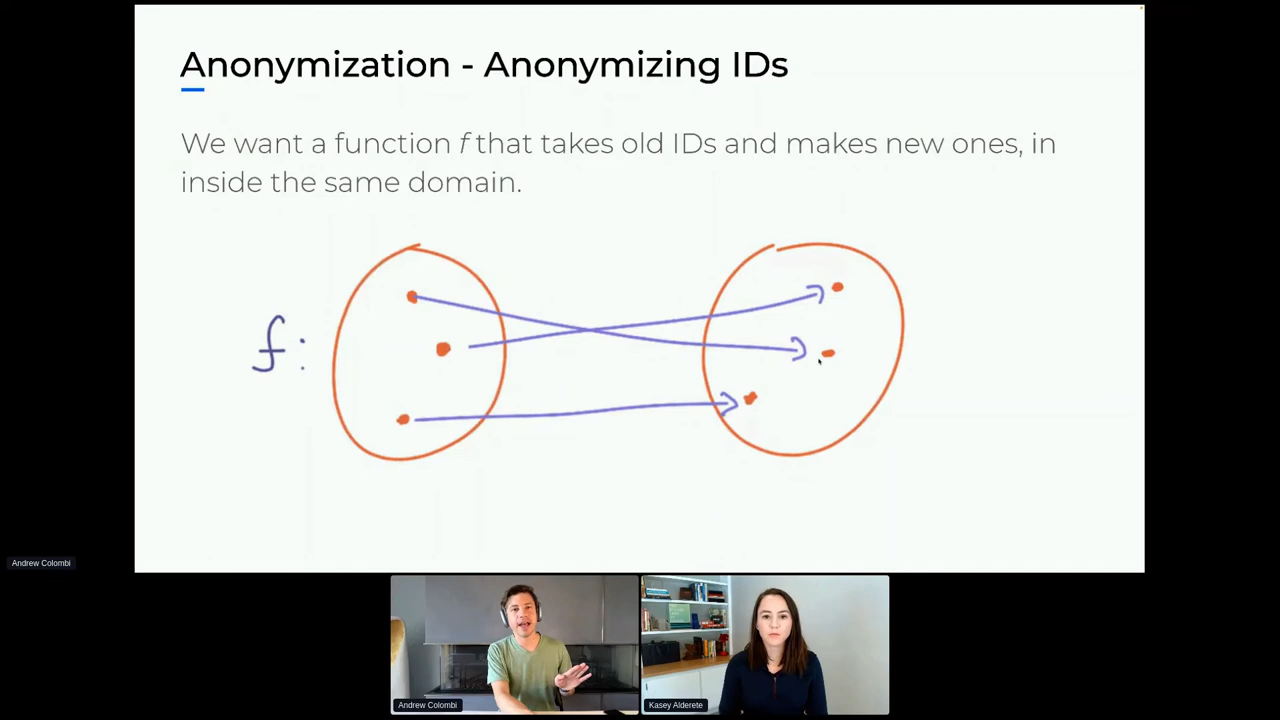 Anonymization - Anonymizing IDs
We want a function f that takes old IDs and makes new ones, in
inside the same domain.
f:
Andrew Colombi
Andrew Colombi
Kasey Alderete